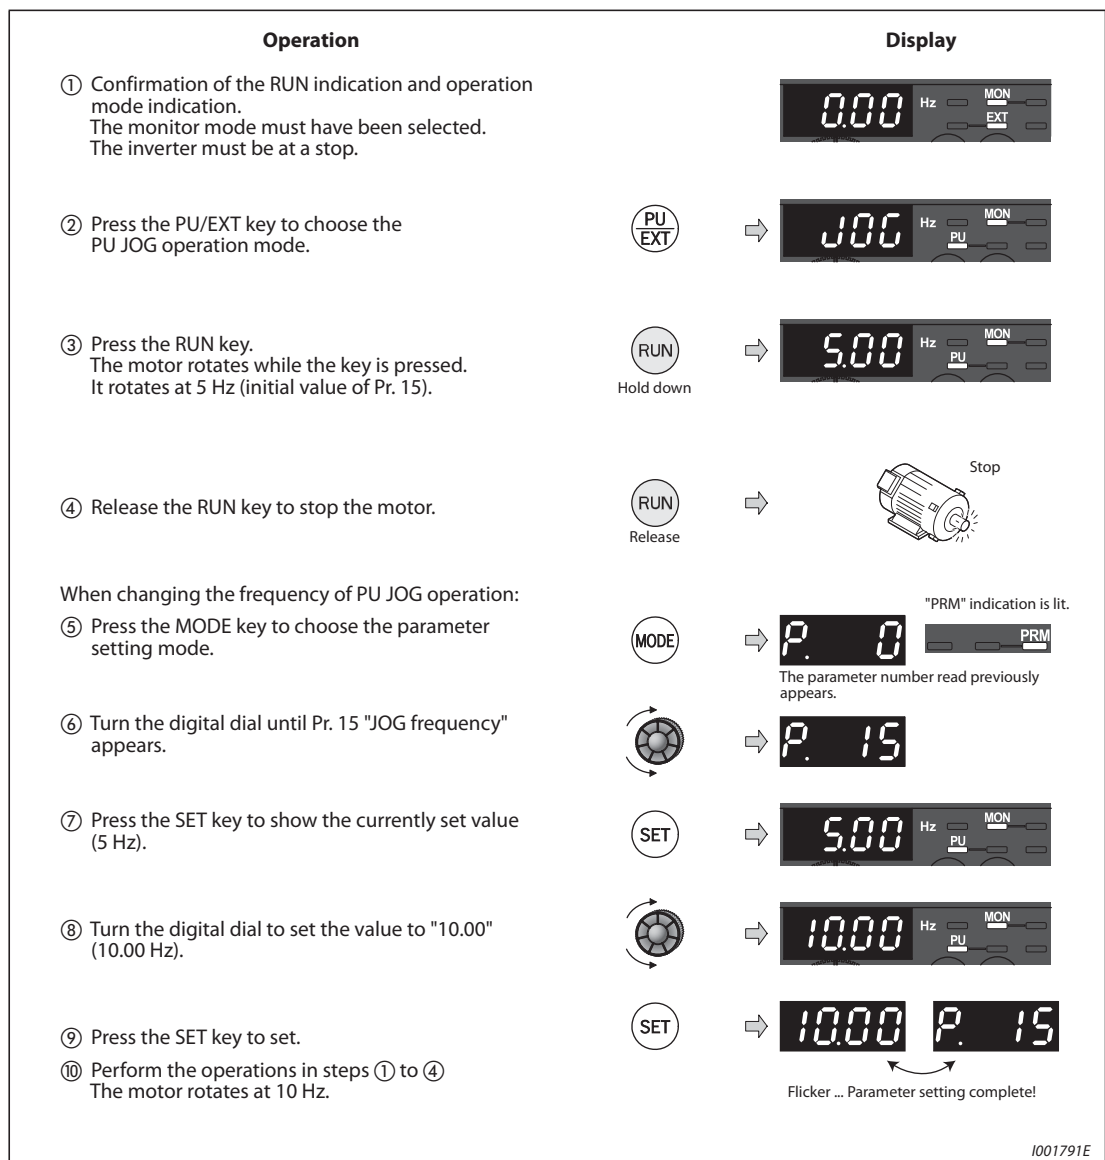 Operation
Display
① Confirmation of the RUN indication and operation
mode indication.
The monitor mode must have been selected.
The inverter must be at a stop.
0.00 Hz MON
EXT
② Press the PU/EXT key to choose the
PU JOG operation mode.
PU
EXT
JOG Hz MON
PU
③ Press the RUN key.
The motor rotates while the key is pressed.
It rotates at 5 Hz (initial value of Pr. 15).
RUN
Hold down
5.00 Hz MON
PU
④ Release the RUN key to stop the motor.
RUN
Release
Stop
When changing the frequency of PU JOG operation:
⑤ Press the MODE key to choose the parameter
setting mode.
MODE
P. 0
"PRM" indication is lit.
PRM
The parameter number read previously
appears.
⑥ Turn the digital dial until Pr. 15 "JOG frequency"
appears.
P. 15
⑦ Press the SET key to show the currently set value
(5 Hz).
SET
5.00 Hz MON
PU
⑧ Turn the digital dial to set the value to "10.00"
(10.00 Hz).
10.00 Hz MON
PU
⑨ Press the SET key to set.
SET
10.00 P. 15
⑩ Perform the operations in steps ① to ④
The motor rotates at 10 Hz.
Flicker ... Parameter setting complete!
I001791E